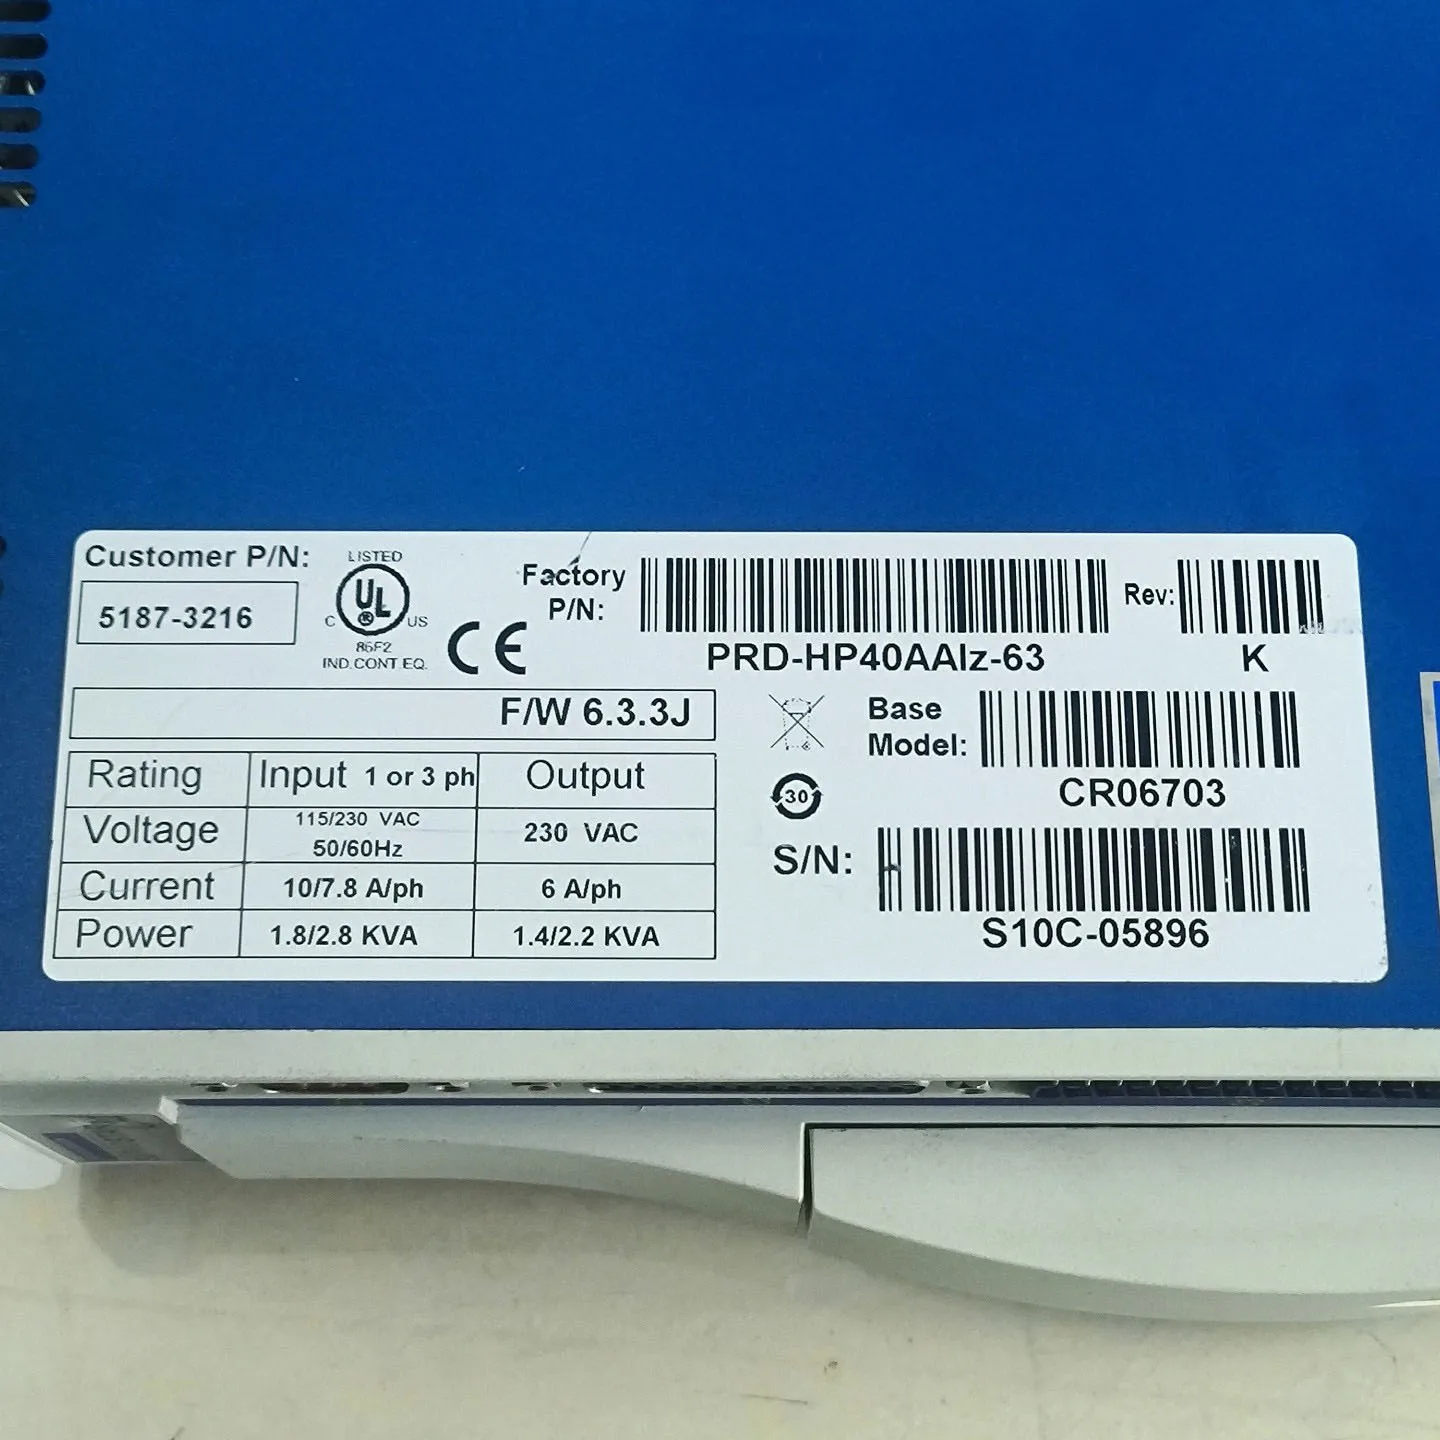 Customer P/N:
5187-3216
LISTED
UL
®
C US
86F2
IND.CONT.EQ.
CE
Factory
P/N:
PRD-HP40AAIz-63
Rev:
K
F/W 6.3.3J
Rating Input 1 or 3 ph Output
Voltage 115/230 VAC
50/60Hz 230 VAC
Current 10/7.8 A/ph 6 A/ph
Power 1.8/2.8 KVA 1.4/2.2 KVA
30
Base
Model:
CR06703
S/N:
S10C-05896